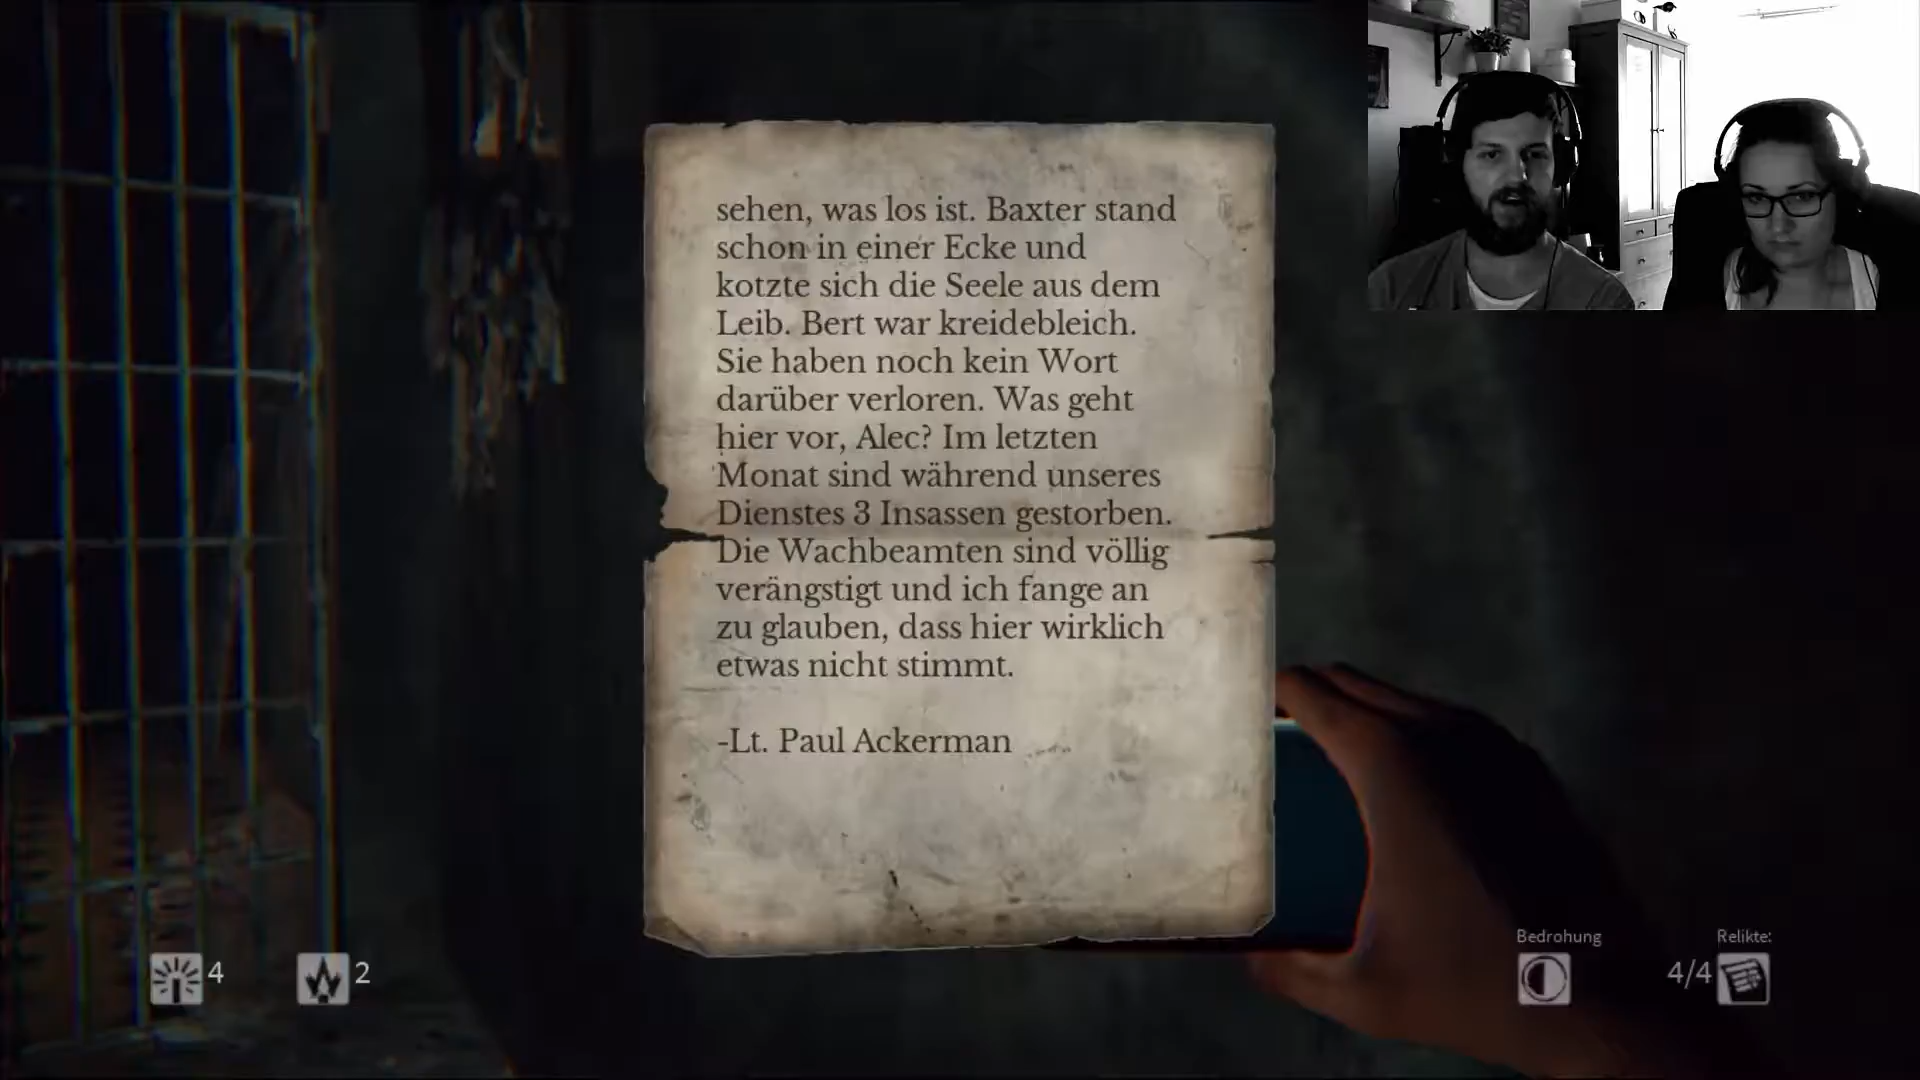 sehen, was los ist. Baxter stand
schon in einer Ecke und
kotzte sich die Seele aus dem
Leib. Bert war kreidebleich.
Sie haben noch kein Wort
darüber verloren. Was geht
hier vor, Alec? Im letzten
Monat sind während unseres
Dienstes 3 Insassen gestorben.
Die Wachbeamten sind völlig
verängstigt und ich fange an
zu glauben, dass hier wirklich
etwas nicht stimmt.
-Lt. Paul Ackerman
4
2
Bedrohung
Relikte:
4/4